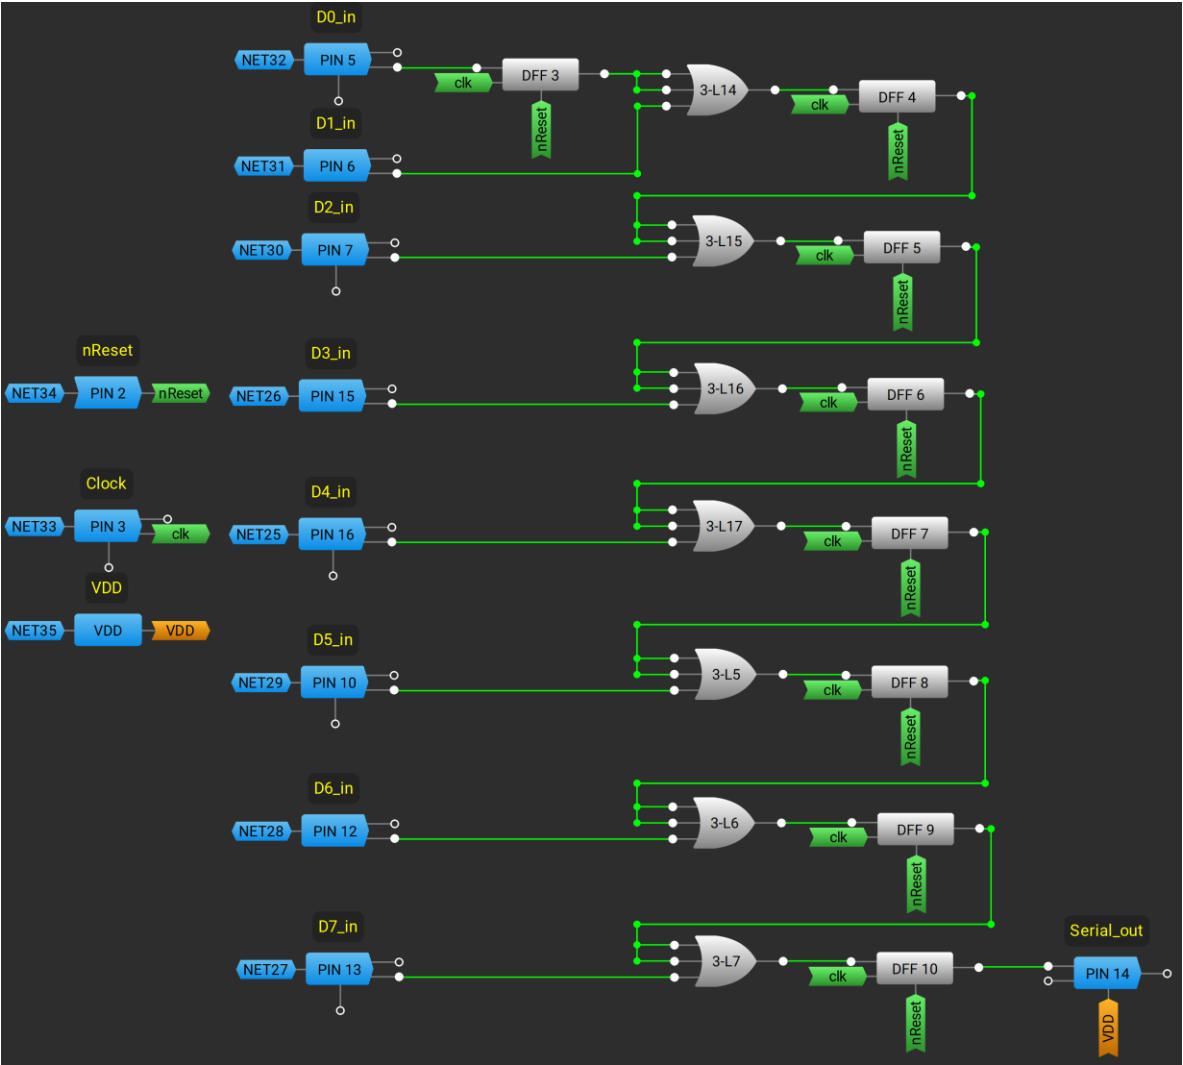 D0_in
NET32 PIN 5 clk DFF 3 3-L14 clk DFF 4
nReset nReset
D1_in
NET31 PIN 6
D2_in
NET30 PIN 7 3-L15 clk DFF 5
nReset
nReset
NET34 PIN 2 nReset
D3_in
NET26 PIN 15 3-L16 clk DFF 6
nReset
Clock
NET33 PIN 3 clk
D4_in
NET25 PIN 16 3-L17 clk DFF 7
nReset
VDD
NET35 VDD VDD
D5_in
NET29 PIN 10 3-L5 clk DFF 8
nReset
D6_in
NET28 PIN 12 3-L6 clk DFF 9
nReset
D7_in
NET27 PIN 13 3-L7 clk DFF 10
nReset
Serial_out
PIN 14
VDD